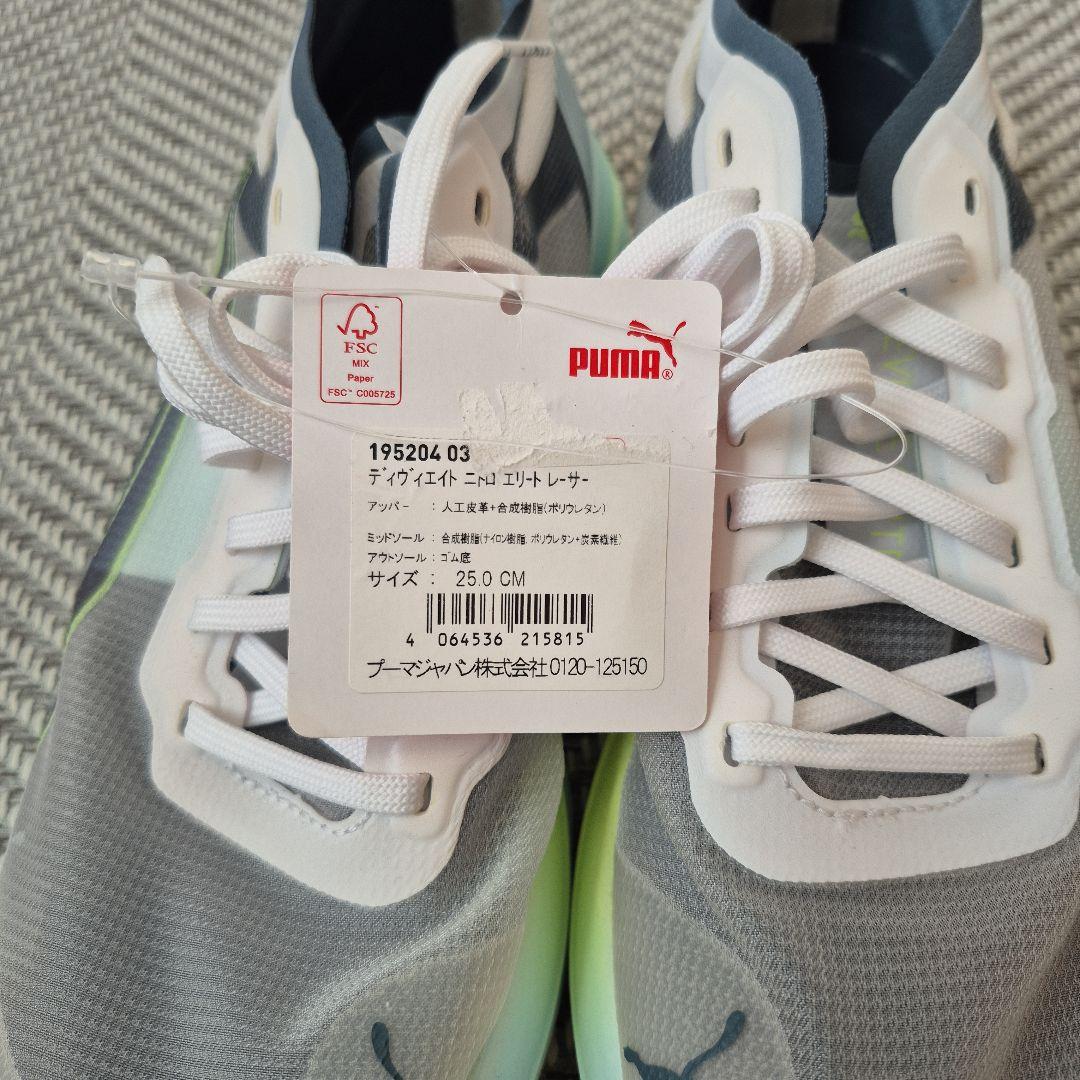 FSC
MIX
Paper
FSC™ C005725
PUMA®
195204 03
ディヴィエイト ニトロ エリート レーサー
アッパー : 人工皮革+合成樹脂(ポリウレタン)
ミッドソール : 合成樹脂(ナイロン樹脂、ポリウレタン+炭素繊維)
アウトソール : ゴム底
サイズ : 25.0 CM
4 064536 215815
プーマジャパン株式会社 0120-125150